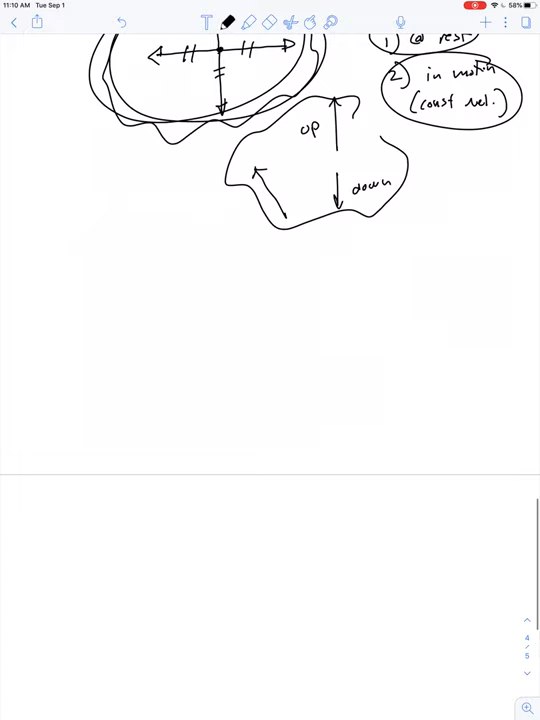 11:10 AM Tue Sep 1
58%
1) @ rest
2) in motion
(const vel.)
up
down
4
/
5